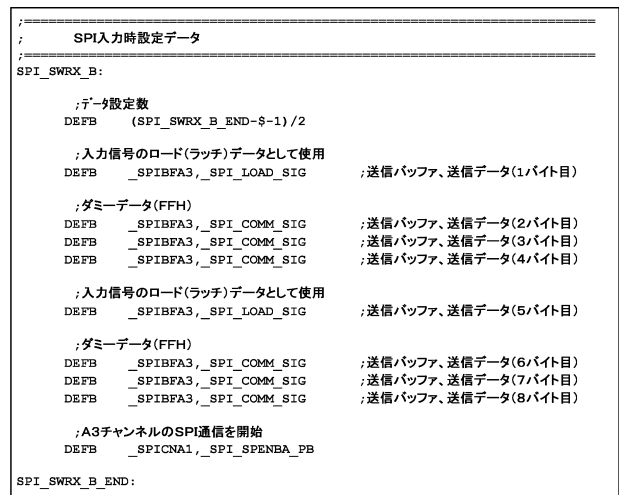 ;==================================================================
;　　SPI入力時設定データ
;==================================================================
SPI_SWRX_B:
;データ設定数
DEFB (SPI_SWRX_B_END-$-1)/2
;入力信号のロード(ラッチ)データとして使用
DEFB _SPIBFA3,_SPI_LOAD_SIG ;送信バッファ、送信データ(1バイト目)
;ダミーデータ(FFH)
DEFB _SPIBFA3,_SPI_COMM_SIG ;送信バッファ、送信データ(2バイト目)
DEFB _SPIBFA3,_SPI_COMM_SIG ;送信バッファ、送信データ(3バイト目)
DEFB _SPIBFA3,_SPI_COMM_SIG ;送信バッファ、送信データ(4バイト目)
;入力信号のロード(ラッチ)データとして使用
DEFB _SPIBFA3,_SPI_LOAD_SIG ;送信バッファ、送信データ(5バイト目)
;ダミーデータ(FFH)
DEFB _SPIBFA3,_SPI_COMM_SIG ;送信バッファ、送信データ(6バイト目)
DEFB _SPIBFA3,_SPI_COMM_SIG ;送信バッファ、送信データ(7バイト目)
DEFB _SPIBFA3,_SPI_COMM_SIG ;送信バッファ、送信データ(8バイト目)
;A3チャンネルのSPI通信を開始
DEFB _SPICNA1,_SPI_SPENBA_PB
SPI_SWRX_B_END: